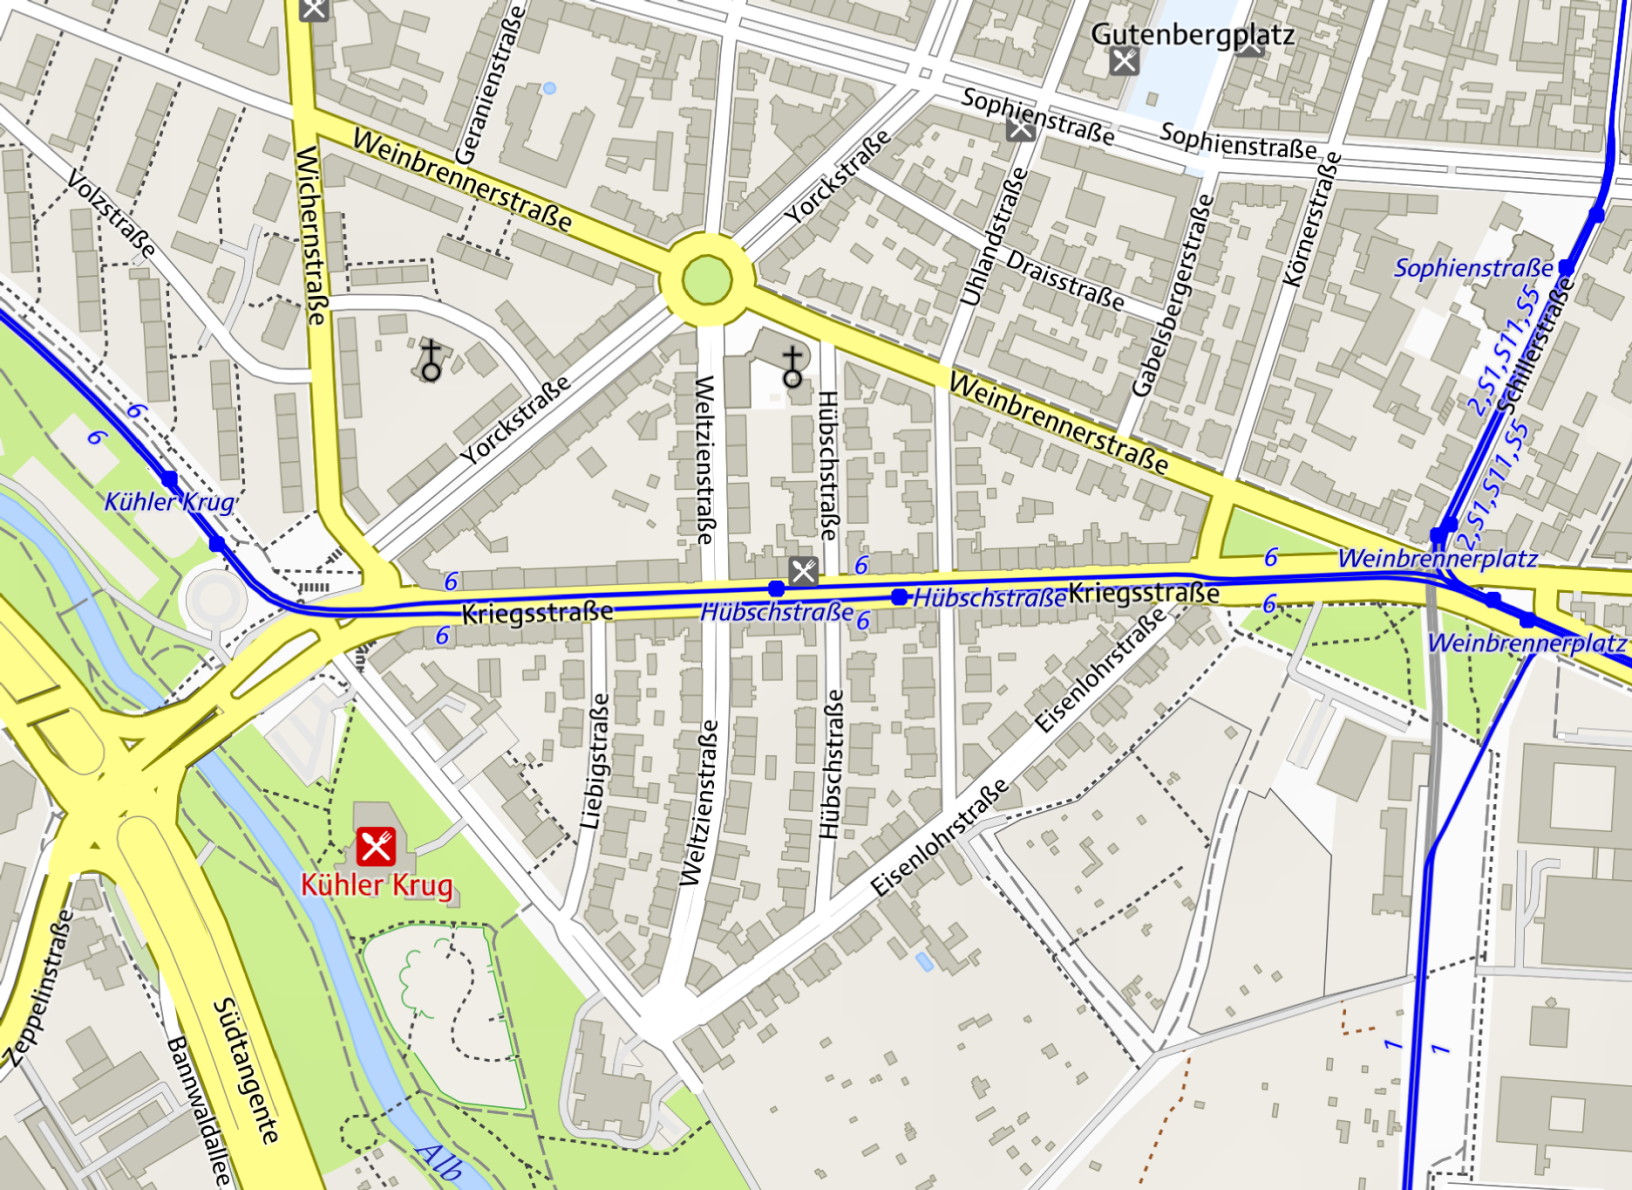 Gutenbergplatz
Geranienstraße
Sophienstraße
Sophienstraße
Weinbrennerstraße
Wichernstraße
Volzstraße
Yorckstraße
Uhlandstraße
Draisstraße
Gabelsbergerstraße
Körnerstraße
Sophienstraße
2,S1,S11,S5
Schillerstraße
2,S1,S11,S5
6
6
Kühler Krug
Yorckstraße
Weltzienstraße
Hübschstraße
Weinbrennerstraße
Weinbrennerplatz
6
6
6
Kriegsstraße
Hübschstraße
Hübschstraße
Kriegsstraße
6
6
6
Weinbrennerplatz
Eisenlohrstraße
Liebigstraße
Weltzienstraße
Hübschstraße
Eisenlohrstraße
Kühler Krug
Zeppelinstraße
Südtangente
Bannwaldallee
Alb
1
1